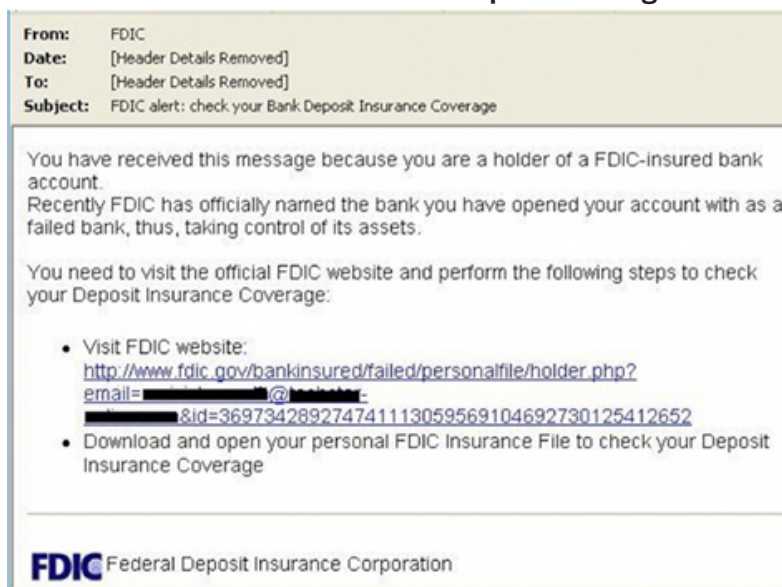 From: FDIC
Date: [Header Details Removed]
To: [Header Details Removed]
Subject: FDIC alert: check your Bank Deposit Insurance Coverage
You have received this message because you are a holder of a FDIC-insured bank
account.
Recently FDIC has officially named the bank you have opened your account with as a
failed bank, thus, taking control of its assets.
You need to visit the official FDIC website and perform the following steps to check
your Deposit Insurance Coverage:
• Visit FDIC website:
http://www.fdic.gov/bankinsured/failed/personalfile/holder.php?
email= @ -
&id=369734289274741113059569104692730125412652
• Download and open your personal FDIC Insurance File to check your Deposit
Insurance Coverage
FDIC Federal Deposit Insurance Corporation